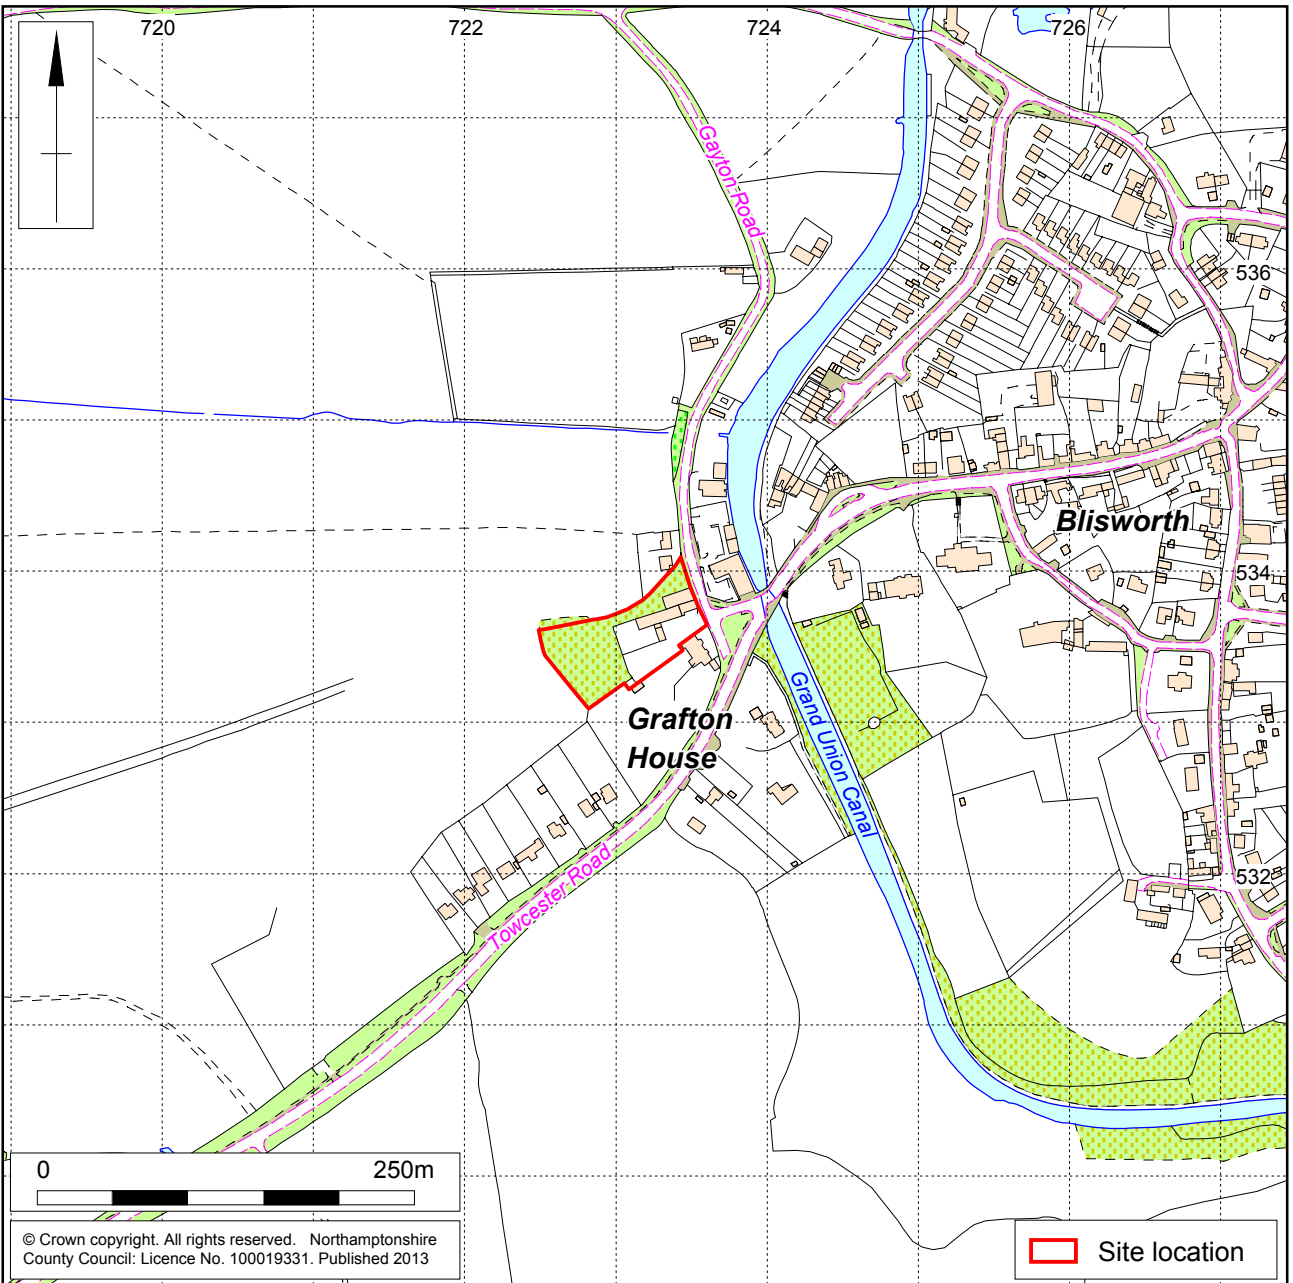 720
722
724
726
Gayton Road
536
Blisworth
534
Grafton
House
Grand Union Canal
532
Towcester Road
0
250m
© Crown copyright. All rights reserved. Northamptonshire
County Council: Licence No. 100019331. Published 2013
Site location